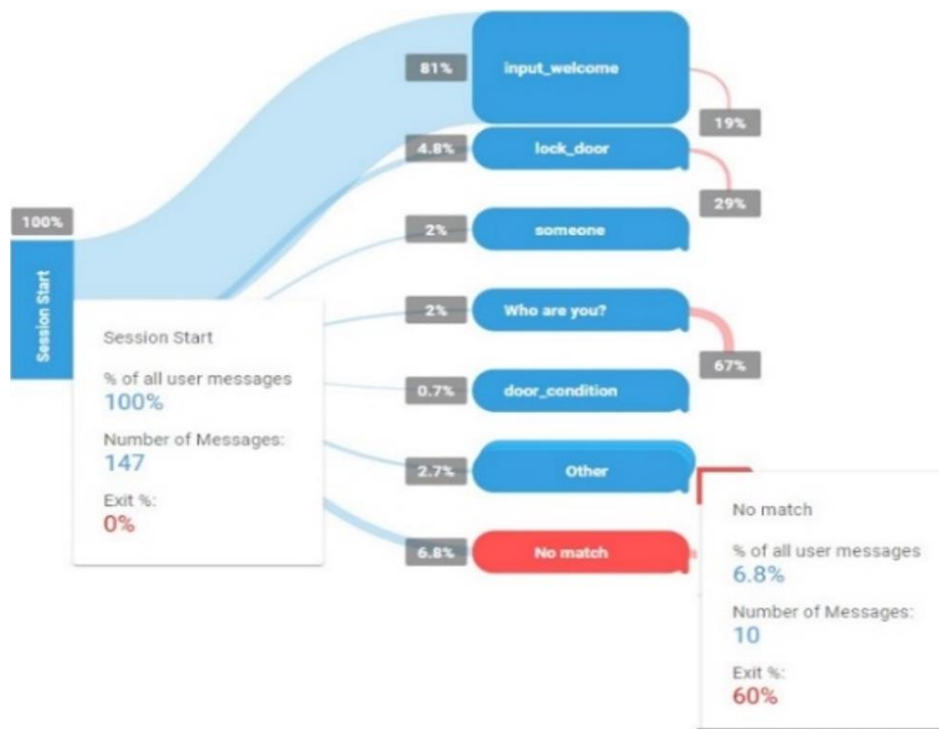 81%
input_welcome
19%
4.8%
lock_door
29%
100%
Session Start
2%
someone
2%
Who are you?
67%
0.7%
door_condition
2.7%
Other
6.8%
No match
Session Start
% of all user messages
100%
Number of Messages:
147
Exit %:
0%
No match
% of all user messages
6.8%
Number of Messages:
10
Exit %:
60%